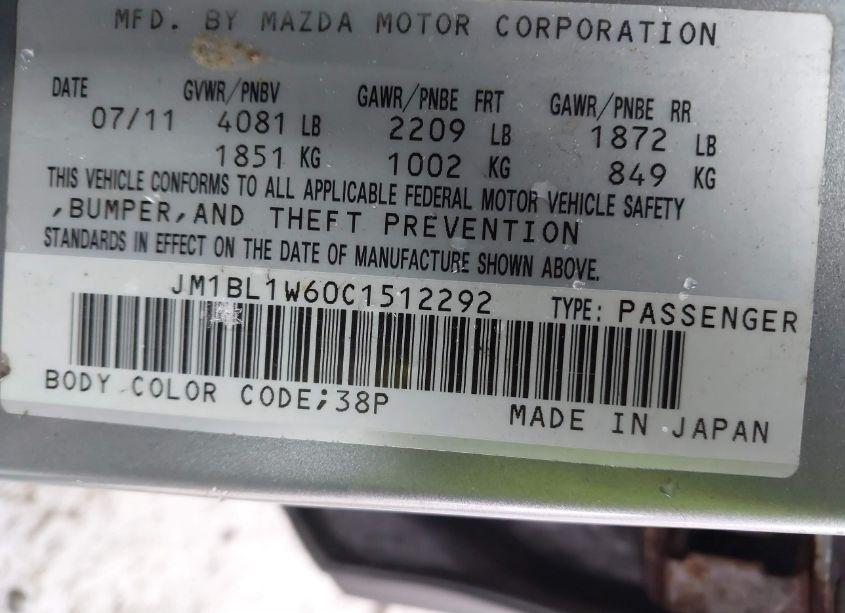 MFD. BY MAZDA MOTOR CORPORATION
DATE GVWR/PNBV GAWR/PNBE FRT GAWR/PNBE RR
07/11 4081 LB 2209 LB 1872 LB
1851 KG 1002 KG 849 KG
THIS VEHICLE CONFORMS TO ALL APPLICABLE FEDERAL MOTOR VEHICLE SAFETY
,BUMPER,AND THEFT PREVENTION
STANDARDS IN EFFECT ON THE DATE OF MANUFACTURE SHOWN ABOVE.
JM1BL1W60C1512292 TYPE: PASSENGER
BODY COLOR CODE;38P
MADE IN JAPAN